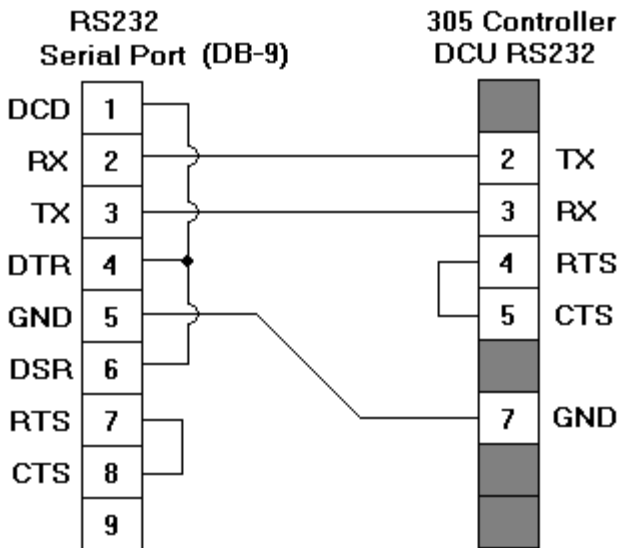 RS232
Serial Port (DB-9)
305 Controller
DCU RS232
DCD 1
RX 2
TX 3
DTR 4
GND 5
DSR 6
RTS 7
CTS 8
9
2 TX
3 RX
4 RTS
5 CTS
7 GND